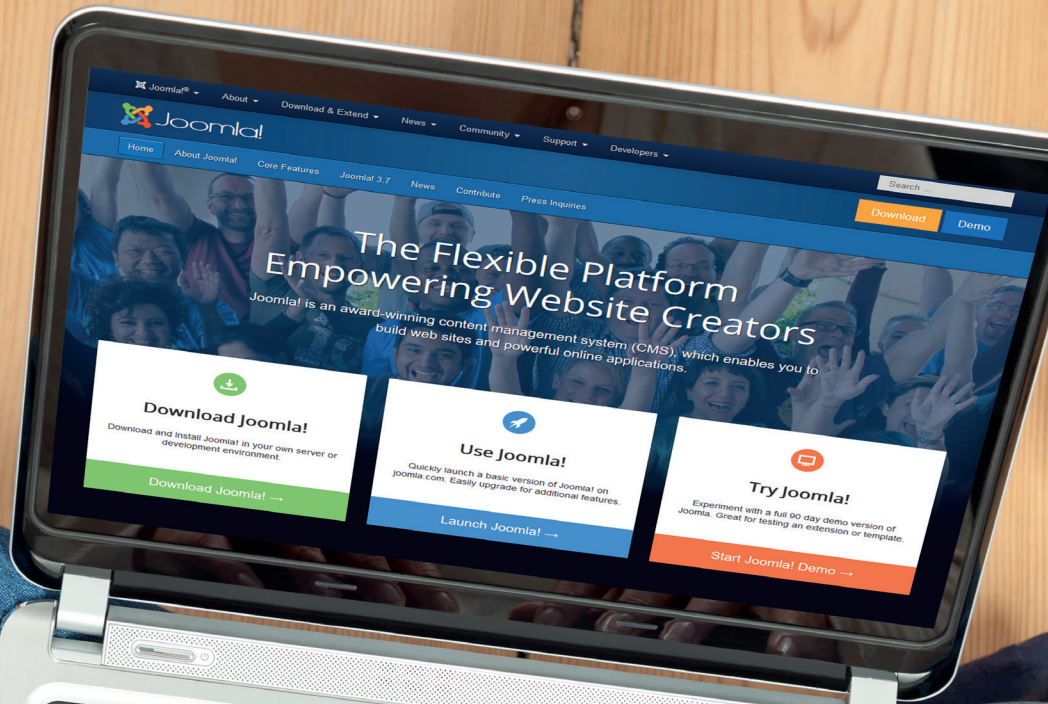 Joomla!®
About
Download & Extend
News
Community
Support
Developers
Joomla!
Search ...
Download
Demo
Home
About Joomla!
Core Features
Joomla! 3.7
News
Contribute
Press Inquiries
The Flexible Platform
Empowering Website Creators
Joomla! is an award-winning content management system (CMS), which enables you to
build web sites and powerful online applications.
Download Joomla!
Download and Install Joomla! in your own server or
development environment.
Download Joomla! →
Use Joomla!
Quickly launch a basic version of Joomla! on
joomla.com. Easily upgrade for additional features.
Launch Joomla! →
Try Joomla!
Experiment with a full 90 day demo version of
Joomla. Great for testing an extension or template.
Start Joomla! Demo →